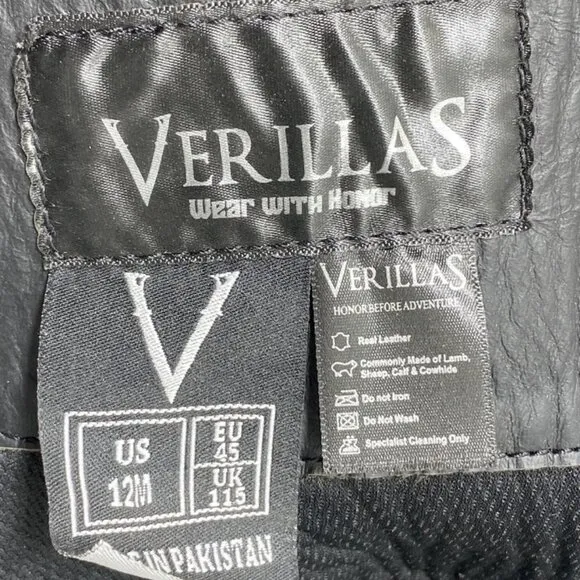 VERILLAS
Wear with Honor
V
US
12M
EU
45
UK
115
IN PAKISTAN
VERILLAS
HONOR BEFORE ADVENTURE
Real Leather
Commonly Made of Lamb,
Sheep, Calf & Cowhide
Do not Iron
Do Not Wash
Specialist Cleaning Only